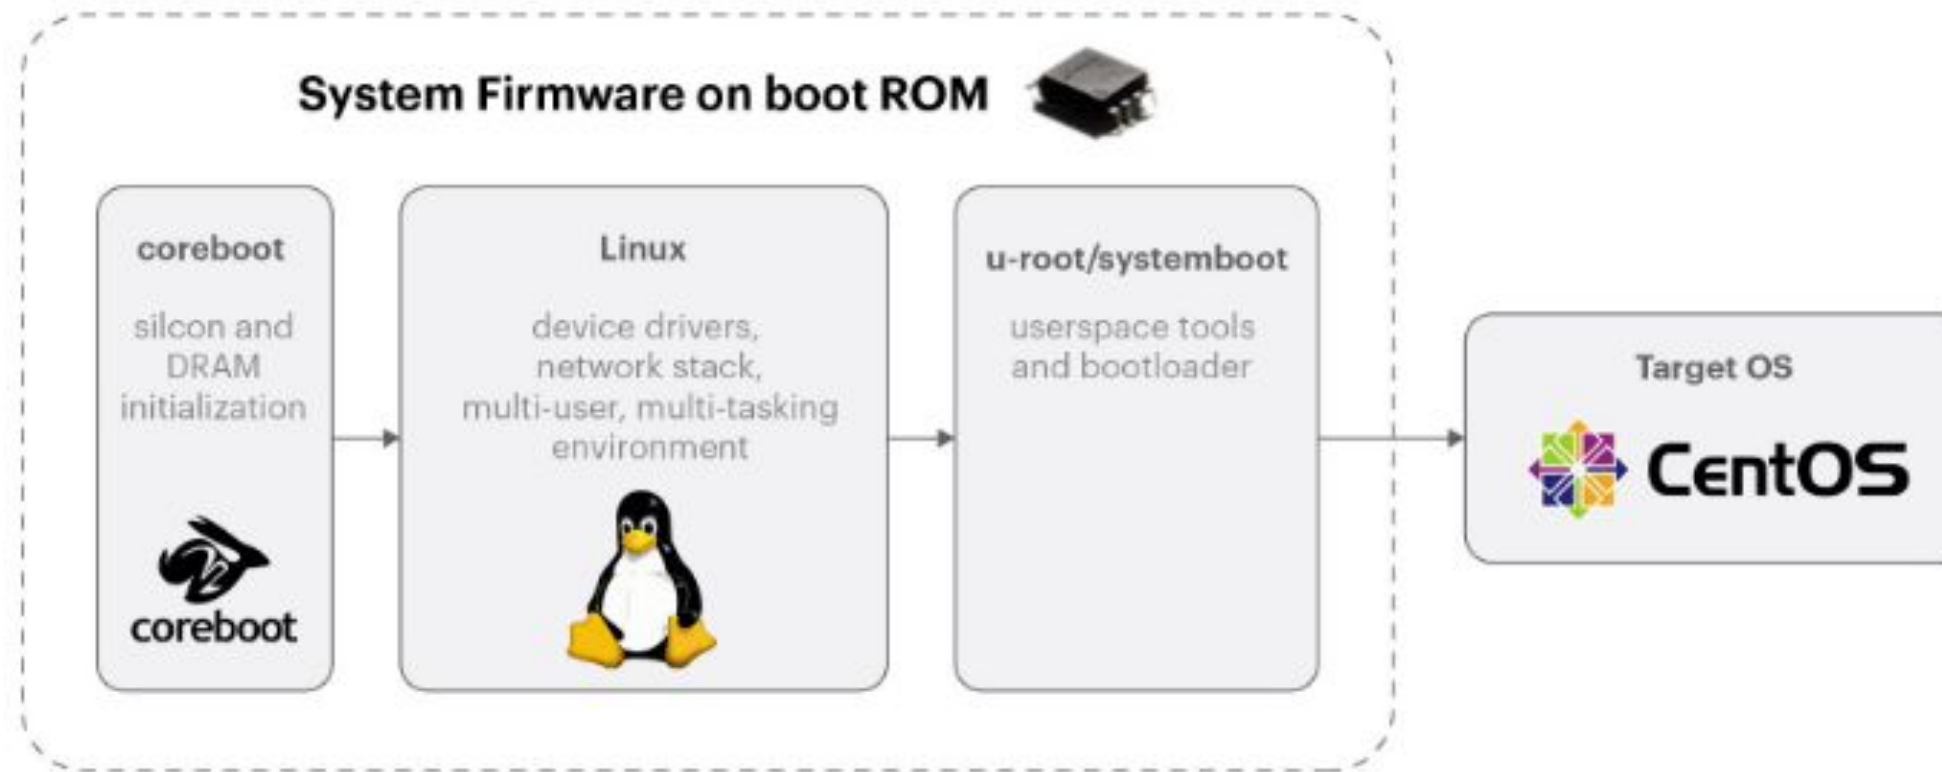 System Firmware on boot ROM
coreboot
silcon and
DRAM
initialization
coreboot
Linux
device drivers,
network stack,
multi-user, multi-tasking
environment
u-root/systemboot
userspace tools
and bootloader
Target OS
CentOS